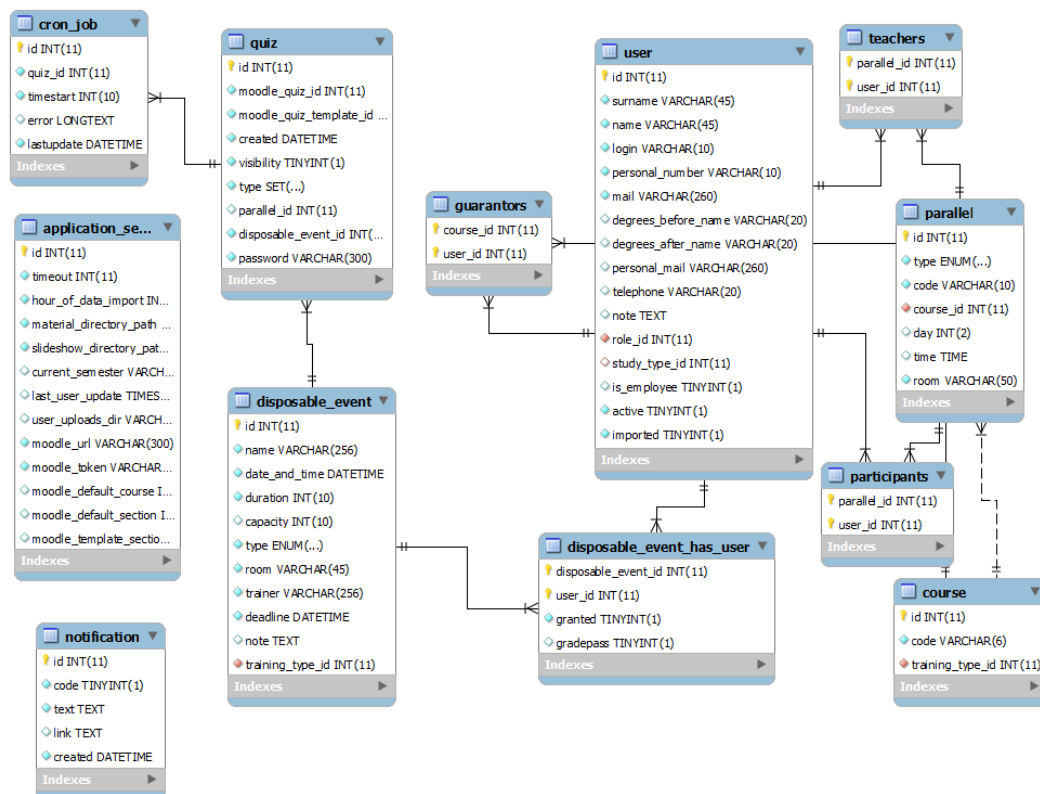 cron_job
id INT(11)
quiz_id INT(11)
timestart INT(10)
error LONGTEXT
lastupdate DATETIME
Indexes
quiz
id INT(11)
moodle_quiz_id INT(11)
moodle_quiz_template_id ...
created DATETIME
visibility TINYINT(1)
type SET(...)
parallel_id INT(11)
disposable_event_id INT(...
password VARCHAR(300)
Indexes
user
id INT(11)
surname VARCHAR(45)
name VARCHAR(45)
login VARCHAR(10)
personal_number VARCHAR(10)
mail VARCHAR(260)
degrees_before_name VARCHAR(20)
degrees_after_name VARCHAR(20)
personal_mail VARCHAR(260)
telephone VARCHAR(20)
note TEXT
role_id INT(11)
study_type_id INT(11)
is_employee TINYINT(1)
active TINYINT(1)
imported TINYINT(1)
Indexes
teachers
parallel_id INT(11)
user_id INT(11)
Indexes
guarantors
course_id INT(11)
user_id INT(11)
Indexes
parallel
id INT(11)
type ENUM(...)
code VARCHAR(10)
course_id INT(11)
day INT(2)
time TIME
room VARCHAR(50)
Indexes
application_se...
id INT(11)
timeout INT(11)
hour_of_data_import IN...
material_directory_path ...
slideshow_directory_pat...
current_semester VARCH...
last_user_update TIMES...
user_uploads_dir VARCH...
moodle_url VARCHAR(300)
moodle_token VARCHAR...
moodle_default_course I...
moodle_default_section I...
moodle_template_sectio...
Indexes
disposable_event
id INT(11)
name VARCHAR(256)
date_and_time DATETIME
duration INT(10)
capacity INT(10)
type ENUM(...)
room VARCHAR(45)
trainer VARCHAR(256)
deadline DATETIME
note TEXT
training_type_id INT(11)
Indexes
participants
parallel_id INT(11)
user_id INT(11)
Indexes
disposable_event_has_user
disposable_event_id INT(11)
user_id INT(11)
granted TINYINT(1)
gradepass TINYINT(1)
Indexes
course
id INT(11)
code VARCHAR(6)
training_type_id INT(11)
Indexes
notification
id INT(11)
code TINYINT(1)
text TEXT
link TEXT
created DATETIME
Indexes